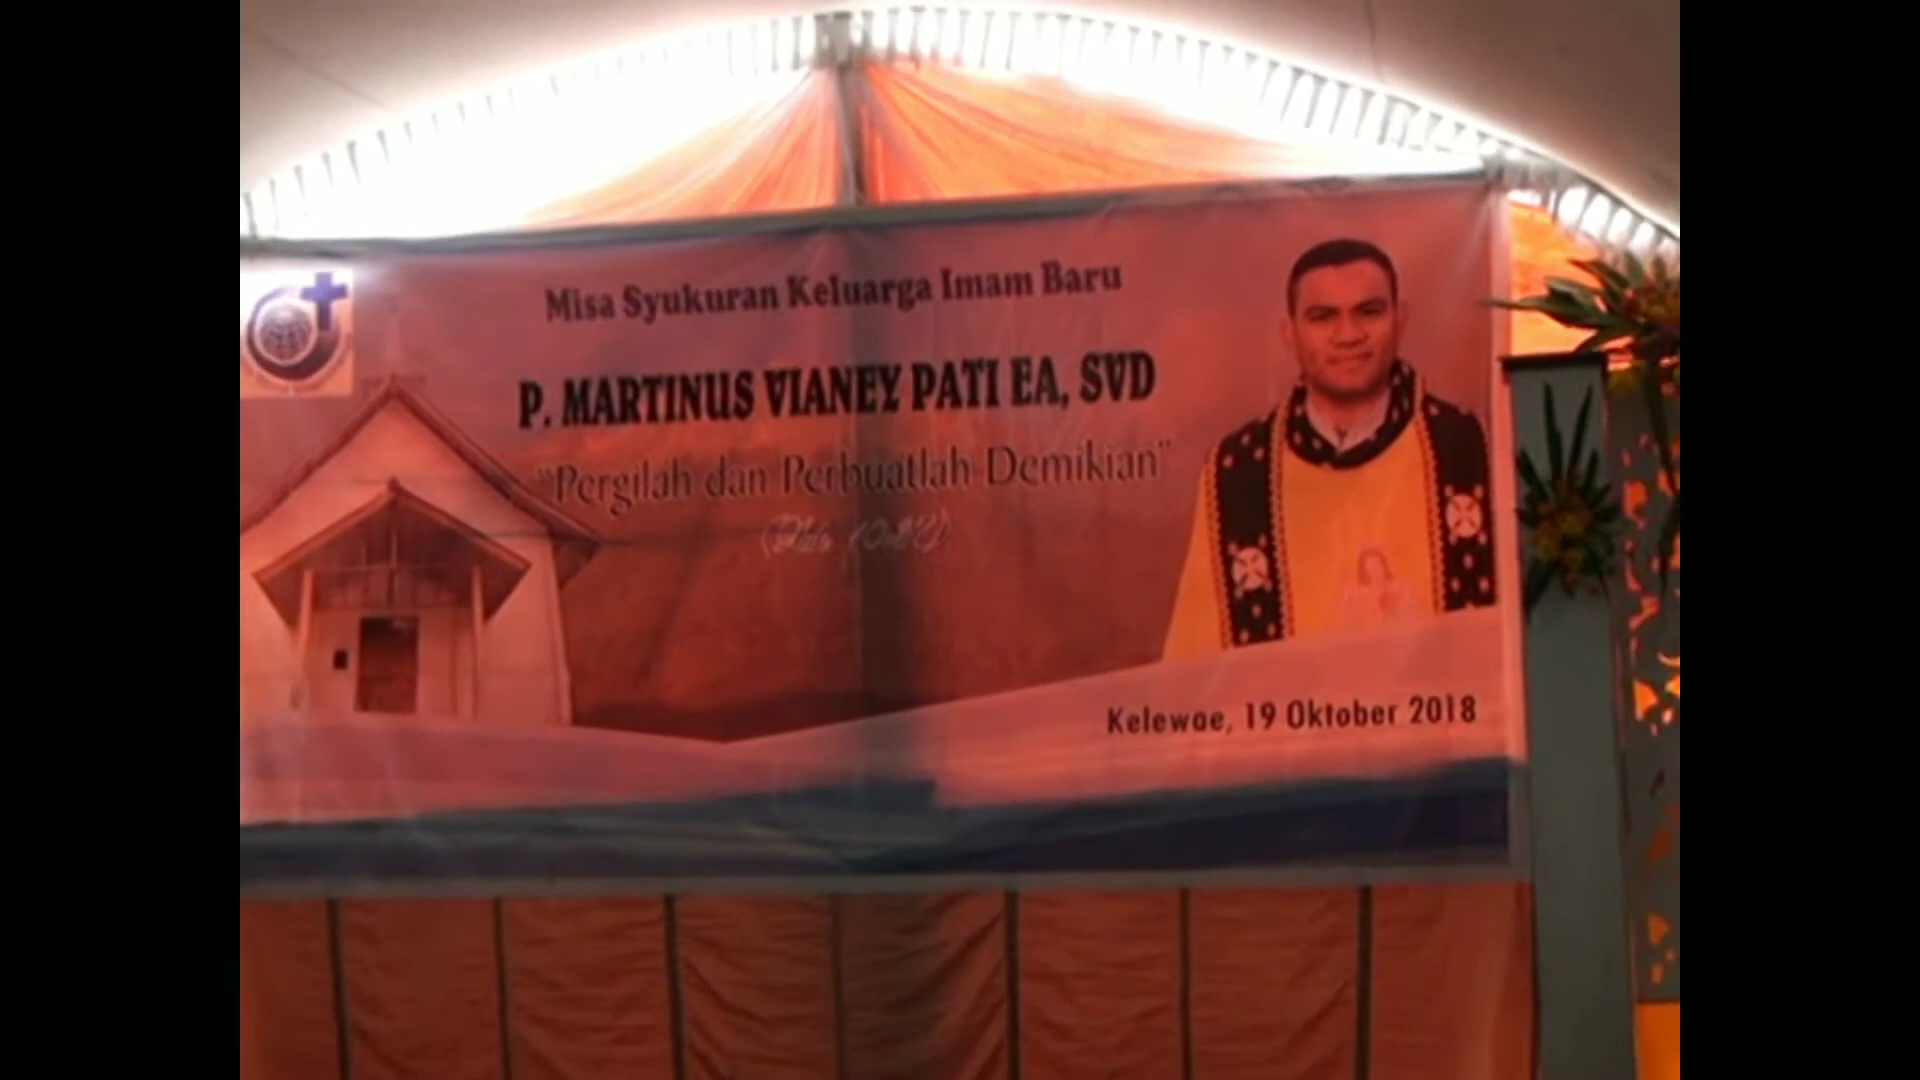 Misa Syukuran Keluarga Imam Baru
P. MARTINUS VIANEY PATI EA, SVD
"Pergilah dan Perbuatlah Demikian"
Kelewae, 19 Oktober 2018